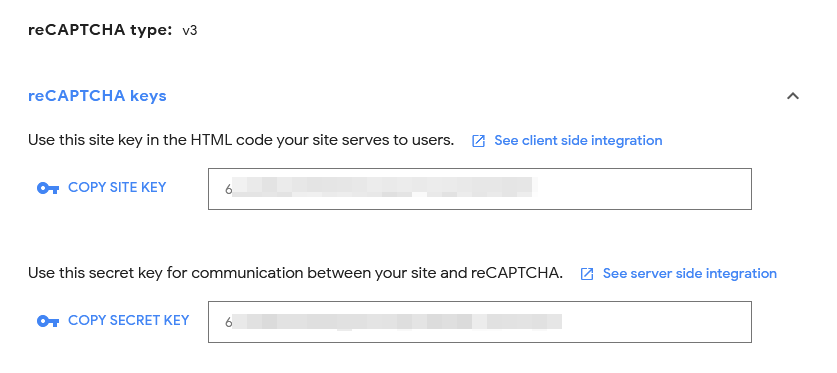 reCAPTCHA type: v3
reCAPTCHA keys
Use this site key in the HTML code your site serves to users. See client side integration
COPY SITE KEY 6
Use this secret key for communication between your site and reCAPTCHA. See server side integration
COPY SECRET KEY 6